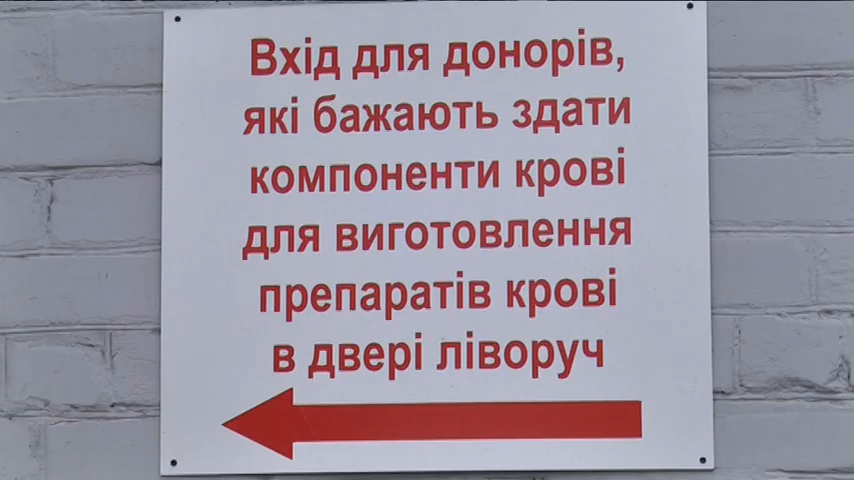 Вхід для донорів,
які бажають здати
компоненти крові
для виготовлення
препаратів крові
в двері ліворуч